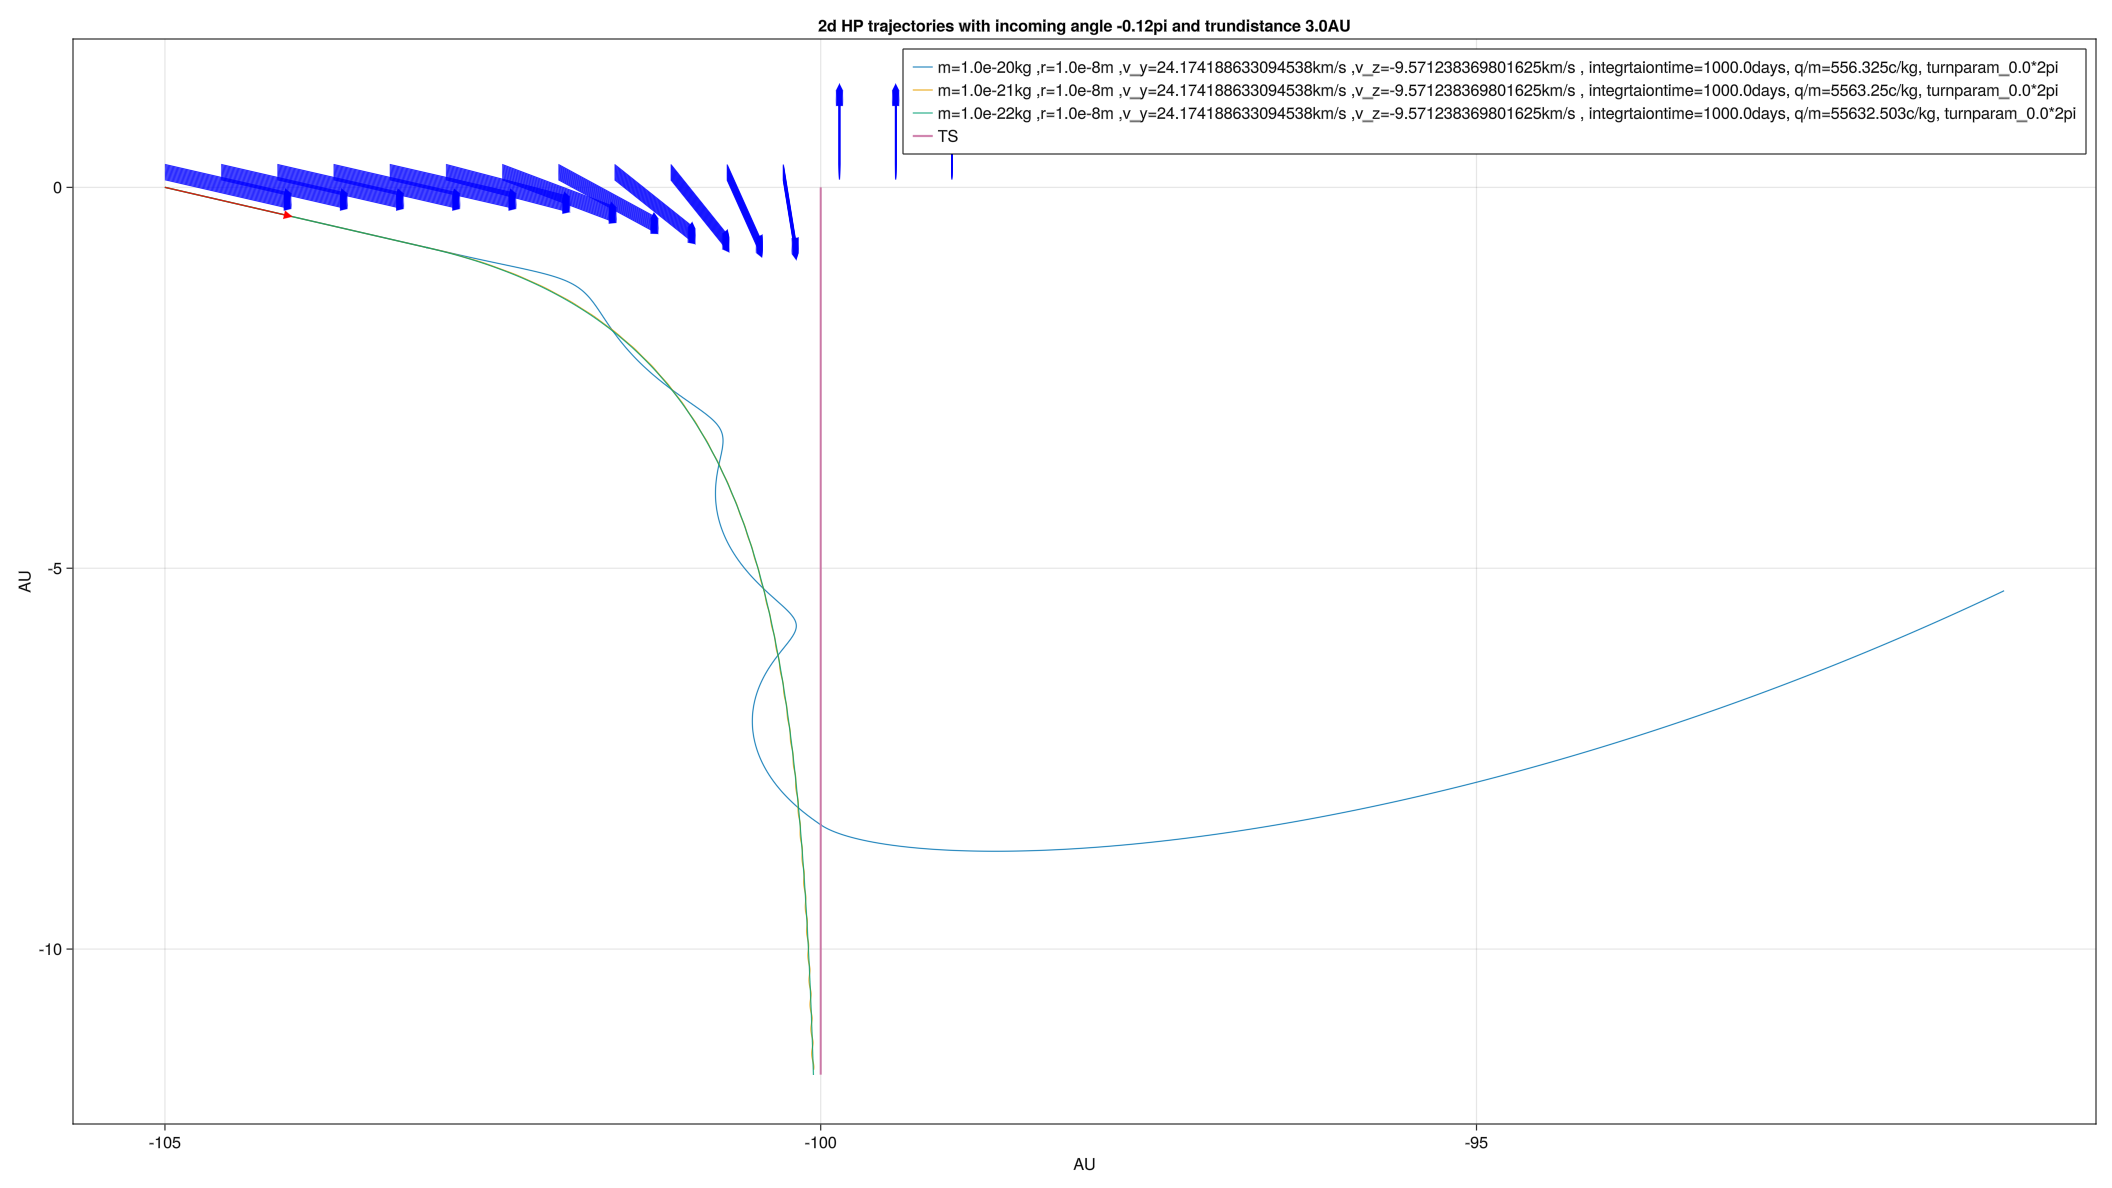 2d HP trajectories with incoming angle -0.12pi and trundistance 3.0AU
m=1.0e-20kg ,r=1.0e-8m ,v_y=24.174188633094538km/s ,v_z=-9.571238369801625km/s , integrtaiontime=1000.0days, q/m=556.325c/kg, turnparam_0.0*2pi
m=1.0e-21kg ,r=1.0e-8m ,v_y=24.174188633094538km/s ,v_z=-9.571238369801625km/s , integrtaiontime=1000.0days, q/m=5563.25c/kg, turnparam_0.0*2pi
m=1.0e-22kg ,r=1.0e-8m ,v_y=24.174188633094538km/s ,v_z=-9.571238369801625km/s , integrtaiontime=1000.0days, q/m=55632.503c/kg, turnparam_0.0*2pi
TS
0
-5
-10
AU
-105
-100
-95
AU